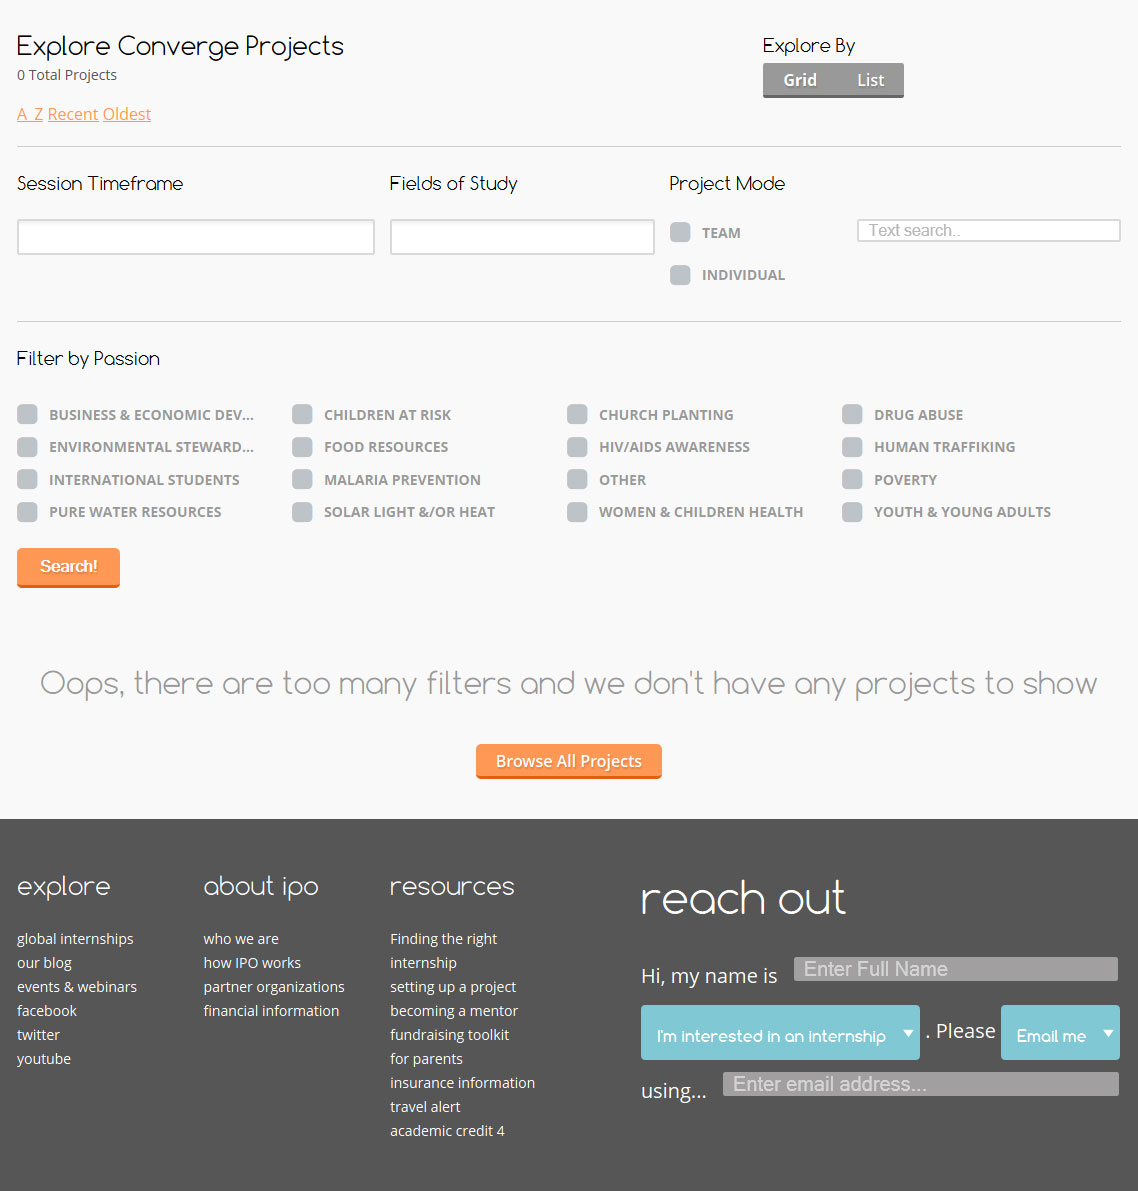 Explore Converge Projects
0 Total Projects
Explore By
Grid List
A_Z Recent Oldest
Session Timeframe
Fields of Study
Project Mode
TEAM
INDIVIDUAL
Text search..
Filter by Passion
BUSINESS & ECONOMIC DEV... CHILDREN AT RISK CHURCH PLANTING DRUG ABUSE
ENVIRONMENTAL STEWARD... FOOD RESOURCES HIV/AIDS AWARENESS HUMAN TRAFFIKING
INTERNATIONAL STUDENTS MALARIA PREVENTION OTHER POVERTY
PURE WATER RESOURCES SOLAR LIGHT &/OR HEAT WOMEN & CHILDREN HEALTH YOUTH & YOUNG ADULTS
Search!
Oops, there are too many filters and we don't have any projects to show
Browse All Projects
explore
global internships
our blog
events & webinars
facebook
twitter
youtube
about ipo
who we are
how IPO works
partner organizations
financial information
resources
Finding the right
internship
setting up a project
becoming a mentor
fundraising toolkit
for parents
insurance information
travel alert
academic credit 4
reach out
Hi, my name is Enter Full Name
I'm interested in an internship . Please Email me
using... Enter email address...